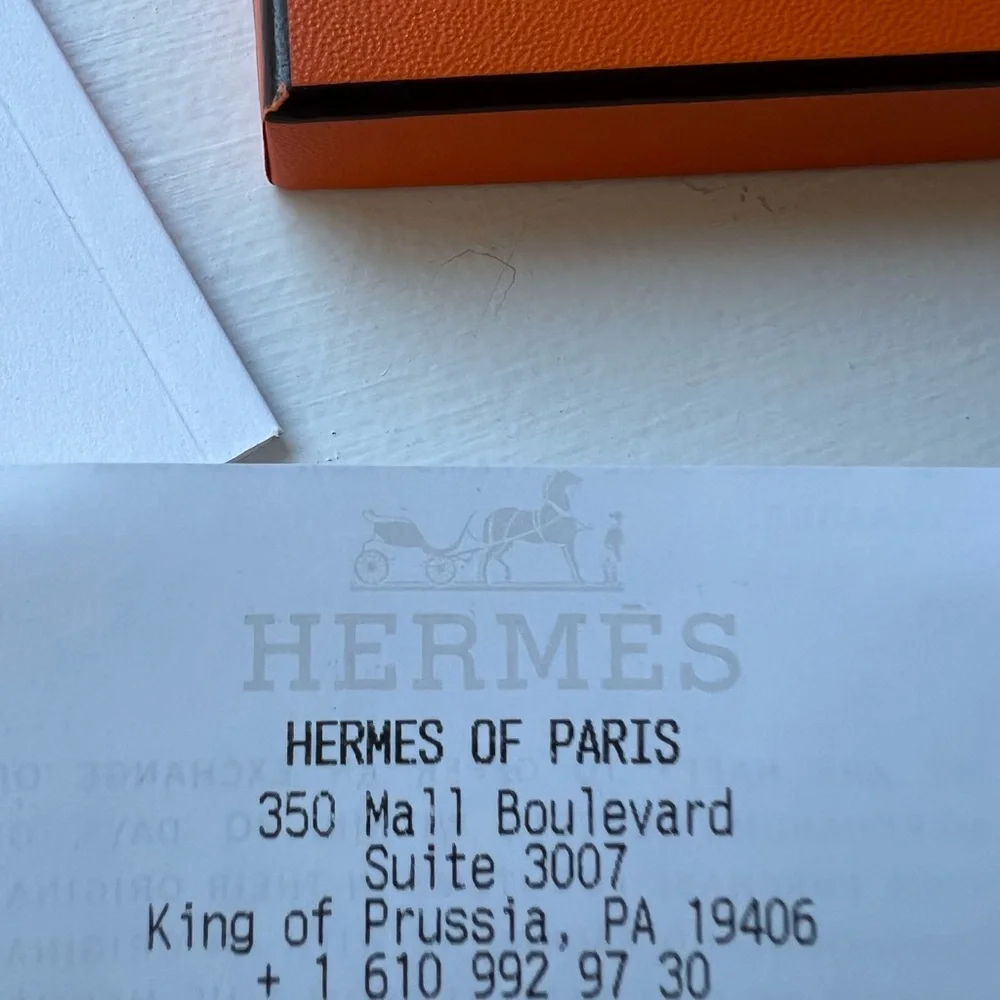 HERMÈS
HERMES OF PARIS
350 Mall Boulevard
Suite 3007
King of Prussia, PA 19406
+ 1 610 992 97 30